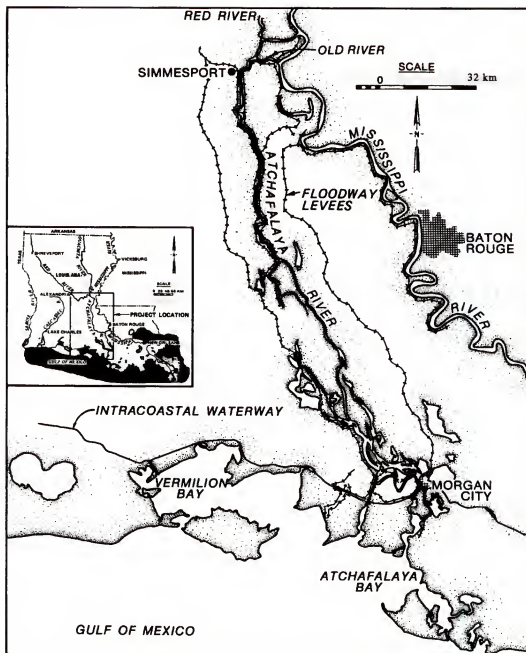 RED RIVER
OLD RIVER
SIMMESPORT
SCALE
0 32 km
N
MISSISSIPPI
RIVER
ATCHAFALAYA
RIVER
FLOODWAY
LEVEES
BATON
ROUGE
ARKANSAS
SHREVEPORT
VICKSBURG
LOUISIANA
MISSISSIPPI
SCALE
ALEXANDRIA
PROJECT LOCATION
BATON ROUGE
LAKE CHARLES
GULF OF MEXICO
INTRACOASTAL WATERWAY
VERMILION
BAY
MORGAN
CITY
ATCHAFALAYA
BAY
GULF OF MEXICO